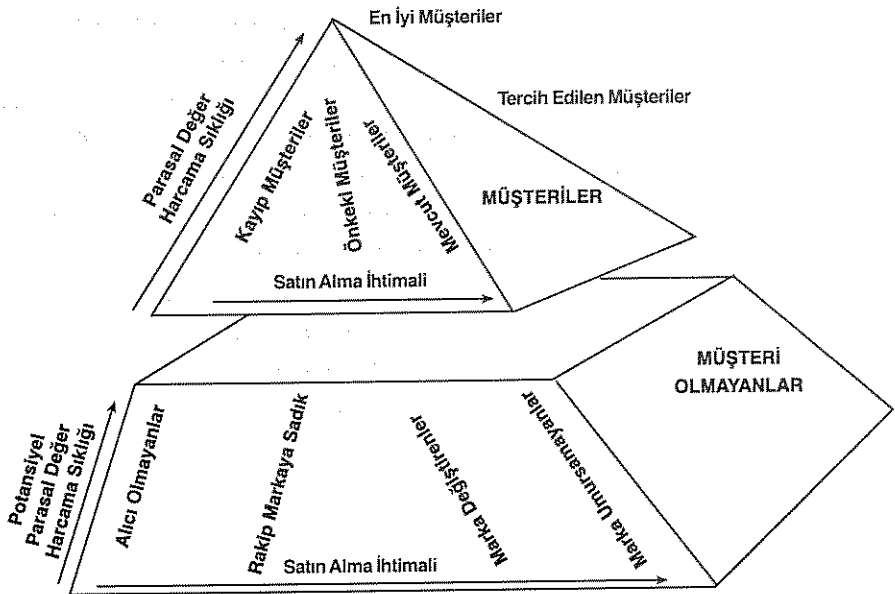 En İyi Müşteriler
Tercih Edilen Müşteriler
Parasal Değer
Harcama Sıklığı
Kayıp Müşteriler
Önkeki Müşteriler
Mevcut Müşteriler
MÜŞTERİLER
Satın Alma İhtimali
MÜŞTERİ
OLMAYANLAR
Potansiyel
Parasal Değer
Harcama Sıklığı
Alıcı Olmayanlar
Rakip Markaya Sadık
Marka Değiştirenler
Marka Umursamayanlar
Satın Alma İhtimali